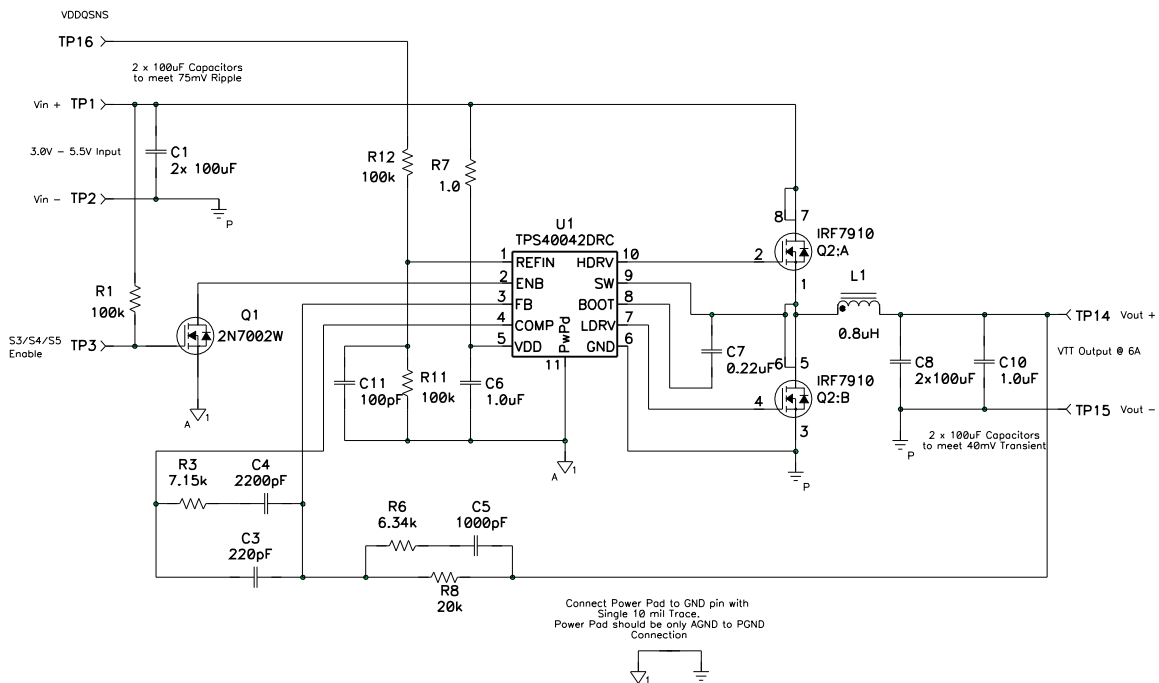 VDDQSNS
TP16
2 x 100uF Capacitors
to meet 75mV Ripple
Vin + TP1
3.0V - 5.5V Input
C1
2x 100uF
R12
100k
R7
1.0
Vin - TP2
P
8 7
U1
TPS40042DRC
IRF7910
Q2:A
1 REFIN HDRV 10
2 ENB SW 9
3 FB BOOT 8
4 COMP LDRV 7
5 VDD GND 6
PwPd
11
2
1
L1
0.8uH
R1
100k
Q1
2N7002W
S3/S4/S5
Enable
TP3
TP14 Vout +
VTT Output @ 6A
C7
0.22uF
6 5
IRF7910
Q2:B
4
3
C8
2x100uF
C10
1.0uF
C11
100pF
R11
100k
C6
1.0uF
TP15 Vout -
A 1
P
2 x 100uF Capacitors
to meet 40mV Transient
A 1
P
R3
7.15k
C4
2200pF
C3
220pF
R6
6.34k
C5
1000pF
R8
20k
Connect Power Pad to GND pin with
Single 10 mil Trace.
Power Pad should be only AGND to PGND
Connection
1